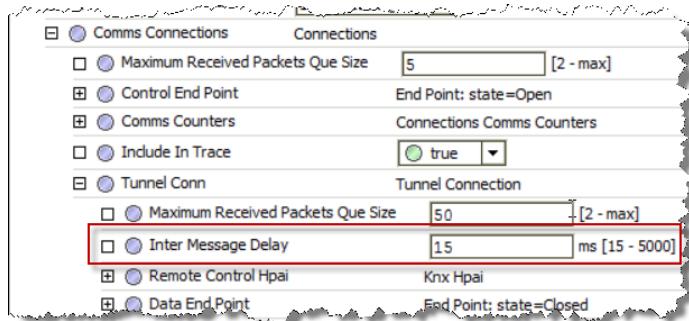 Comms Connections Connections
Maximum Received Packets Que Size 5 [2 - max]
Control End Point End Point: state=Open
Comms Counters Connections Comms Counters
Include In Trace true
Tunnel Conn Tunnel Connection
Maximum Received Packets Que Size 50 [2 - max]
Inter Message Delay 15 ms [15 - 5000]
Remote Control Hpai Knx Hpai
Data End Point End Point: state=Closed